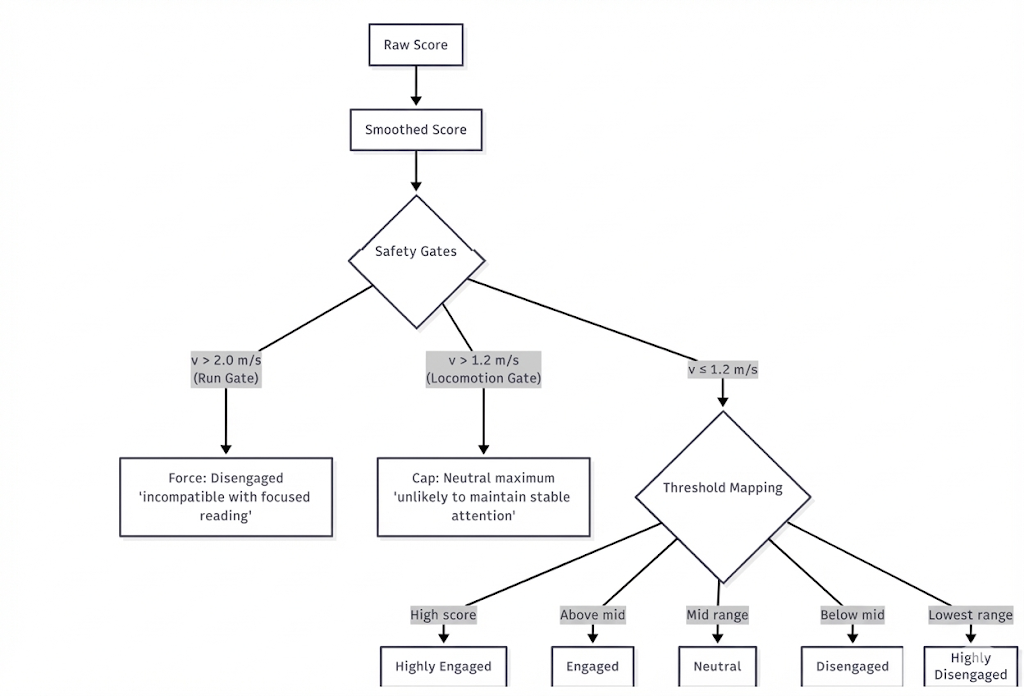 Raw Score
Smoothed Score
Safety Gates
v > 2.0 m/s
(Run Gate)
v > 1.2 m/s
(Locomotion Gate)
v ≤ 1.2 m/s
Force: Disengaged
'incompatible with focused
reading'
Cap: Neutral maximum
'unlikely to maintain stable
attention'
Threshold Mapping
High score
Above mid
Mid range
Below mid
Lowest range
Highly Engaged
Engaged
Neutral
Disengaged
Highly
Disengaged